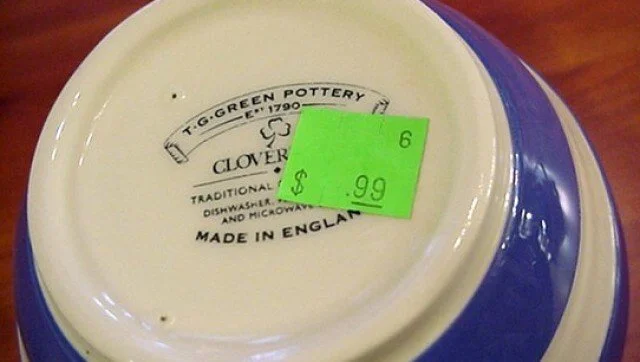 T·G·GREEN POTTERY
EST 1790
CLOVER
TRADITIONAL
DISHWASHER,
AND MICROWAVE
MADE IN ENGLAN
6
$ .99